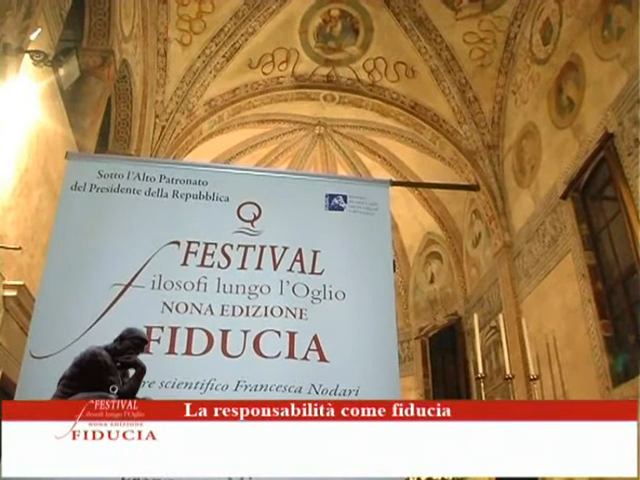 Sotto l'Alto Patronato
del Presidente della Repubblica
FESTIVAL
filosofi lungo l'Oglio
NONA EDIZIONE
FIDUCIA
re scientifico Francesca Nodari
La responsabilità come fiducia
FESTIVAL
filosofi lungo l'Oglio
NONA EDIZIONE
FIDUCIA